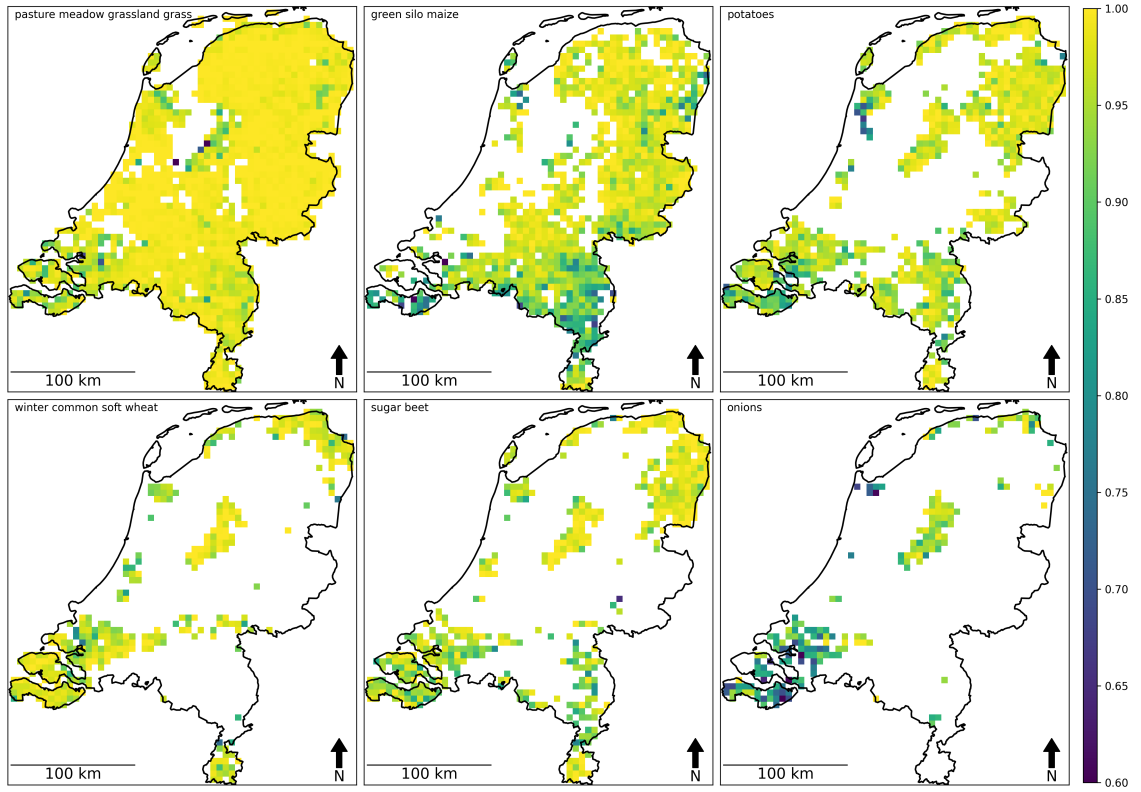 pasture meadow grassland grass
green silo maize
potatoes
100 km
N
100 km
N
100 km
N
winter common soft wheat
sugar beet
onions
100 km
N
100 km
N
100 km
N
1.00
0.95
0.90
0.85
0.80
0.75
0.70
0.65
0.60